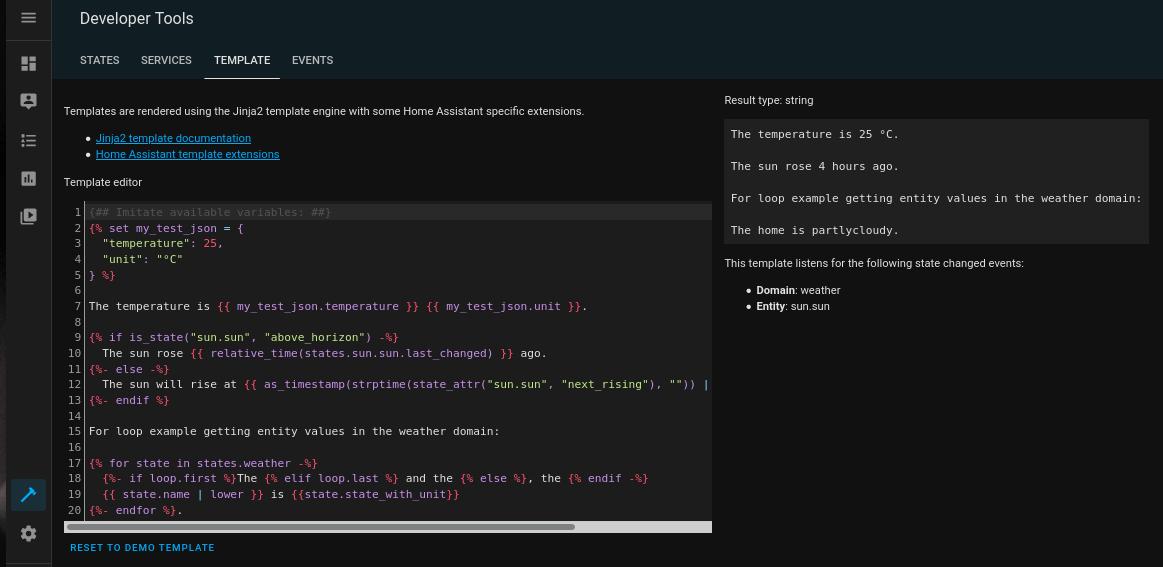 Developer Tools
STATES SERVICES TEMPLATE EVENTS
Templates are rendered using the Jinja2 template engine with some Home Assistant specific extensions.
Jinja2 template documentation
Home Assistant template extensions
Template editor
1 {## Imitate available variables: ##}
2 {% set my_test_json = {
3   "temperature": 25,
4   "unit": "°C"
5 } %}
6
7 The temperature is {{ my_test_json.temperature }} {{ my_test_json.unit }}.
8
9 {% if is_state("sun.sun", "above_horizon") -%}
10   The sun rose {{ relative_time(states.sun.sun.last_changed) }} ago.
11 {%- else -%}
12   The sun will rise at {{ as_timestamp(strptime(state_attr("sun.sun", "next_rising"), "")) |
13 {%- endif %}
14
15 For loop example getting entity values in the weather domain:
16
17 {% for state in states.weather -%}
18   {%- if loop.first %}The {% elif loop.last %} and the {% else %}, the {% endif -%}
19   {{ state.name | lower }} is {{state.state_with_unit}}
20 {%- endfor %}.
RESET TO DEMO TEMPLATE
Result type: string
The temperature is 25 °C.
The sun rose 4 hours ago.
For loop example getting entity values in the weather domain:
The home is partlycloudy.
This template listens for the following state changed events:
Domain: weather
Entity: sun.sun